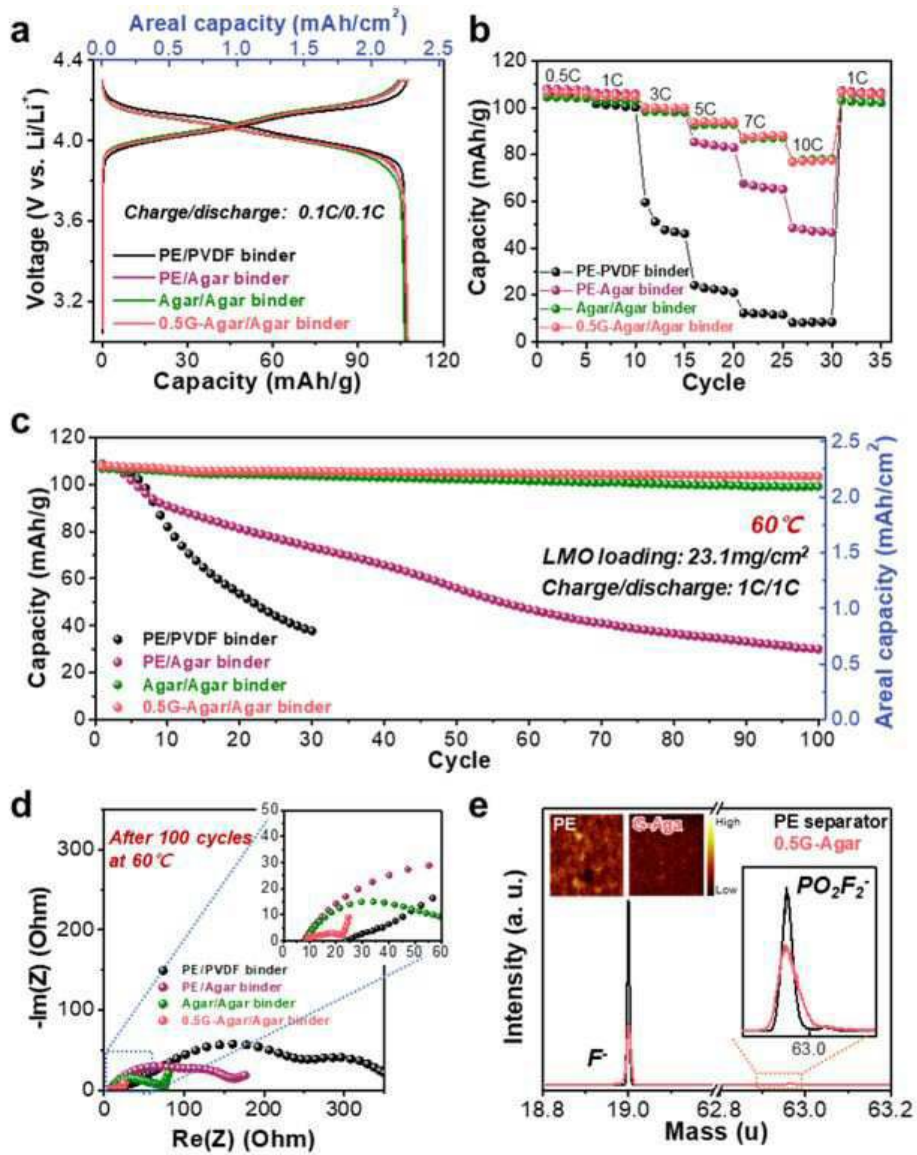 a
Areal capacity (mAh/cm²)
0.0 0.5 1.0 1.5 2.0 2.5
4.4
4.0
3.6
3.2
Voltage (V vs. Li/Li⁺)
Charge/discharge: 0.1C/0.1C
PE/PVDF binder
PE/Agar binder
Agar/Agar binder
0.5G-Agar/Agar binder
0 30 60 90 120
Capacity (mAh/g)
b
120
100
80
60
40
20
0
Capacity (mAh/g)
0.5C 1C 3C 5C 7C 10C 1C
PE-PVDF binder
PE-Agar binder
Agar/Agar binder
0.5G-Agar/Agar binder
0 5 10 15 20 25 30 35
Cycle
c
120
100
80
60
40
20
0
Capacity (mAh/g)
60℃
LMO loading: 23.1mg/cm²
Charge/discharge: 1C/1C
PE/PVDF binder
PE/Agar binder
Agar/Agar binder
0.5G-Agar/Agar binder
2.5
2.0
1.5
1.0
0.5
0.0
Areal capacity (mAh/cm²)
0 10 20 30 40 50 60 70 80 90 100
Cycle
d
300
200
100
0
-Im(Z) (Ohm)
After 100 cycles
at 60℃
50
40
30
20
10
0
0 10 20 30 40 50 60
PE/PVDF binder
PE/Agar binder
Agar/Agar binder
0.5G-Agar/Agar binder
0 100 200 300
Re(Z) (Ohm)
e
Intensity (a. u.)
PE
G-Aga
High
Low
PE separator
0.5G-Agar
PO₂F₂⁻
63.0
F⁻
18.8 19.0 62.8 63.0 63.2
Mass (u)